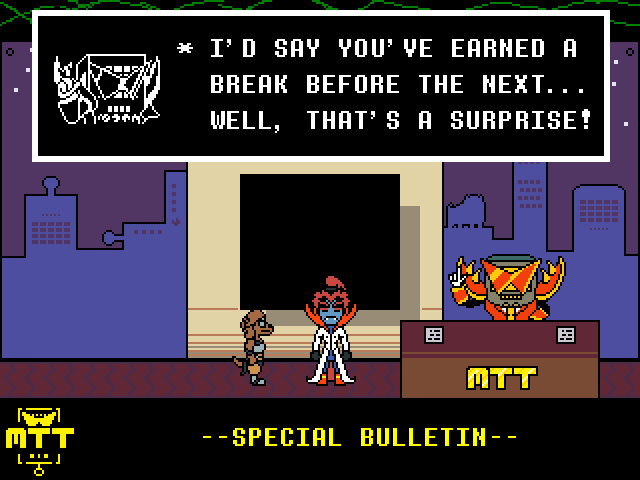 * I'D SAY YOU'VE EARNED A
BREAK BEFORE THE NEXT...
WELL, THAT'S A SURPRISE!
MTT
MTT
--SPECIAL BULLETIN--